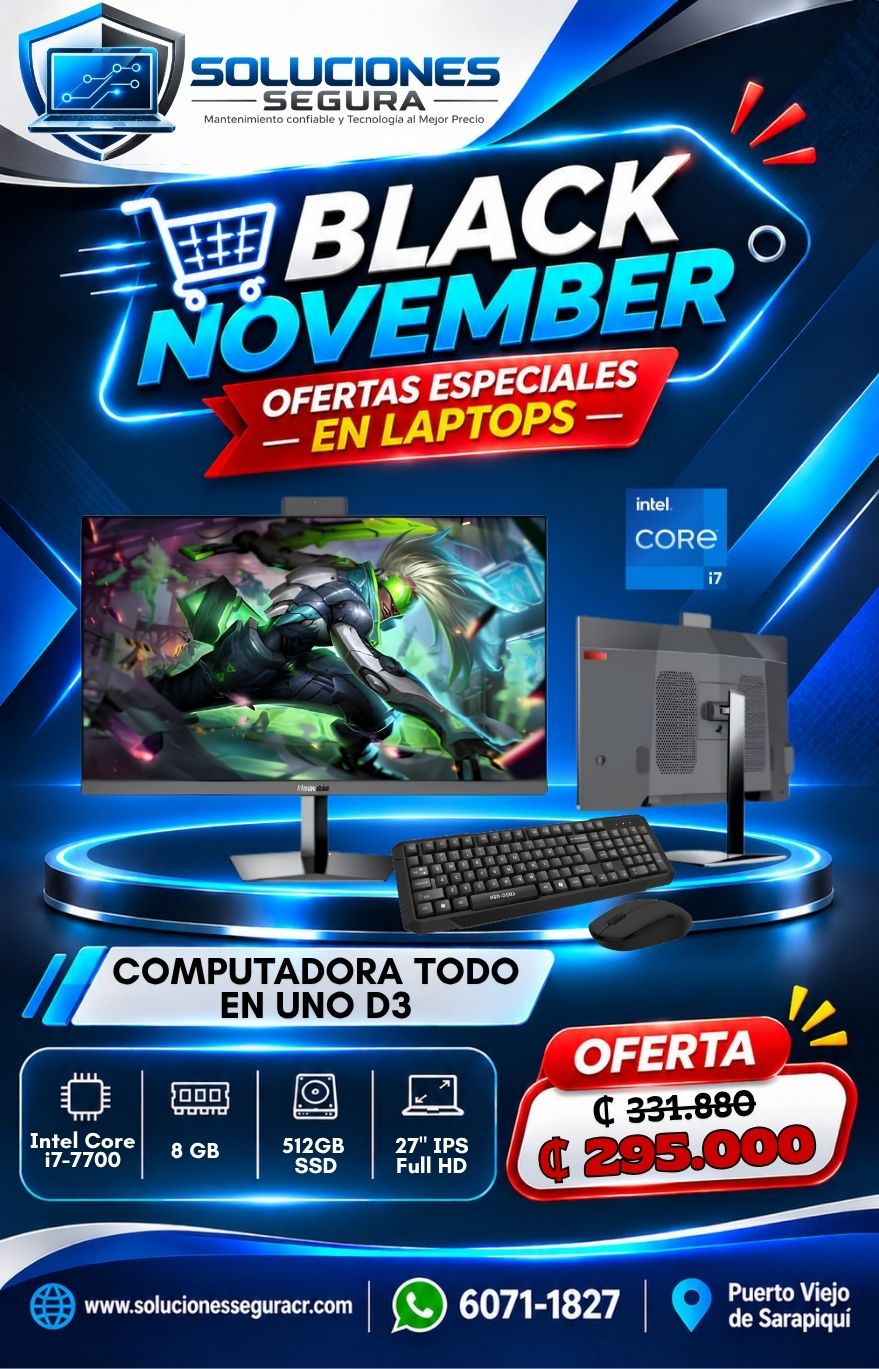 SOLUCIONES
SEGURA
Mantenimiento confiable y Tecnología al Mejor Precio
BLACK
NOVEMBER
OFERTAS ESPECIALES
EN LAPTOPS
intel
CORE
i7
COMPUTADORA TODO
EN UNO D3
Intel Core
i7-7700
8 GB
512GB
SSD
27" IPS
Full HD
OFERTA
₡ 331.880
₡ 295.000
www.solucionesseguracr.com
6071-1827
Puerto Viejo
de Sarapiquí